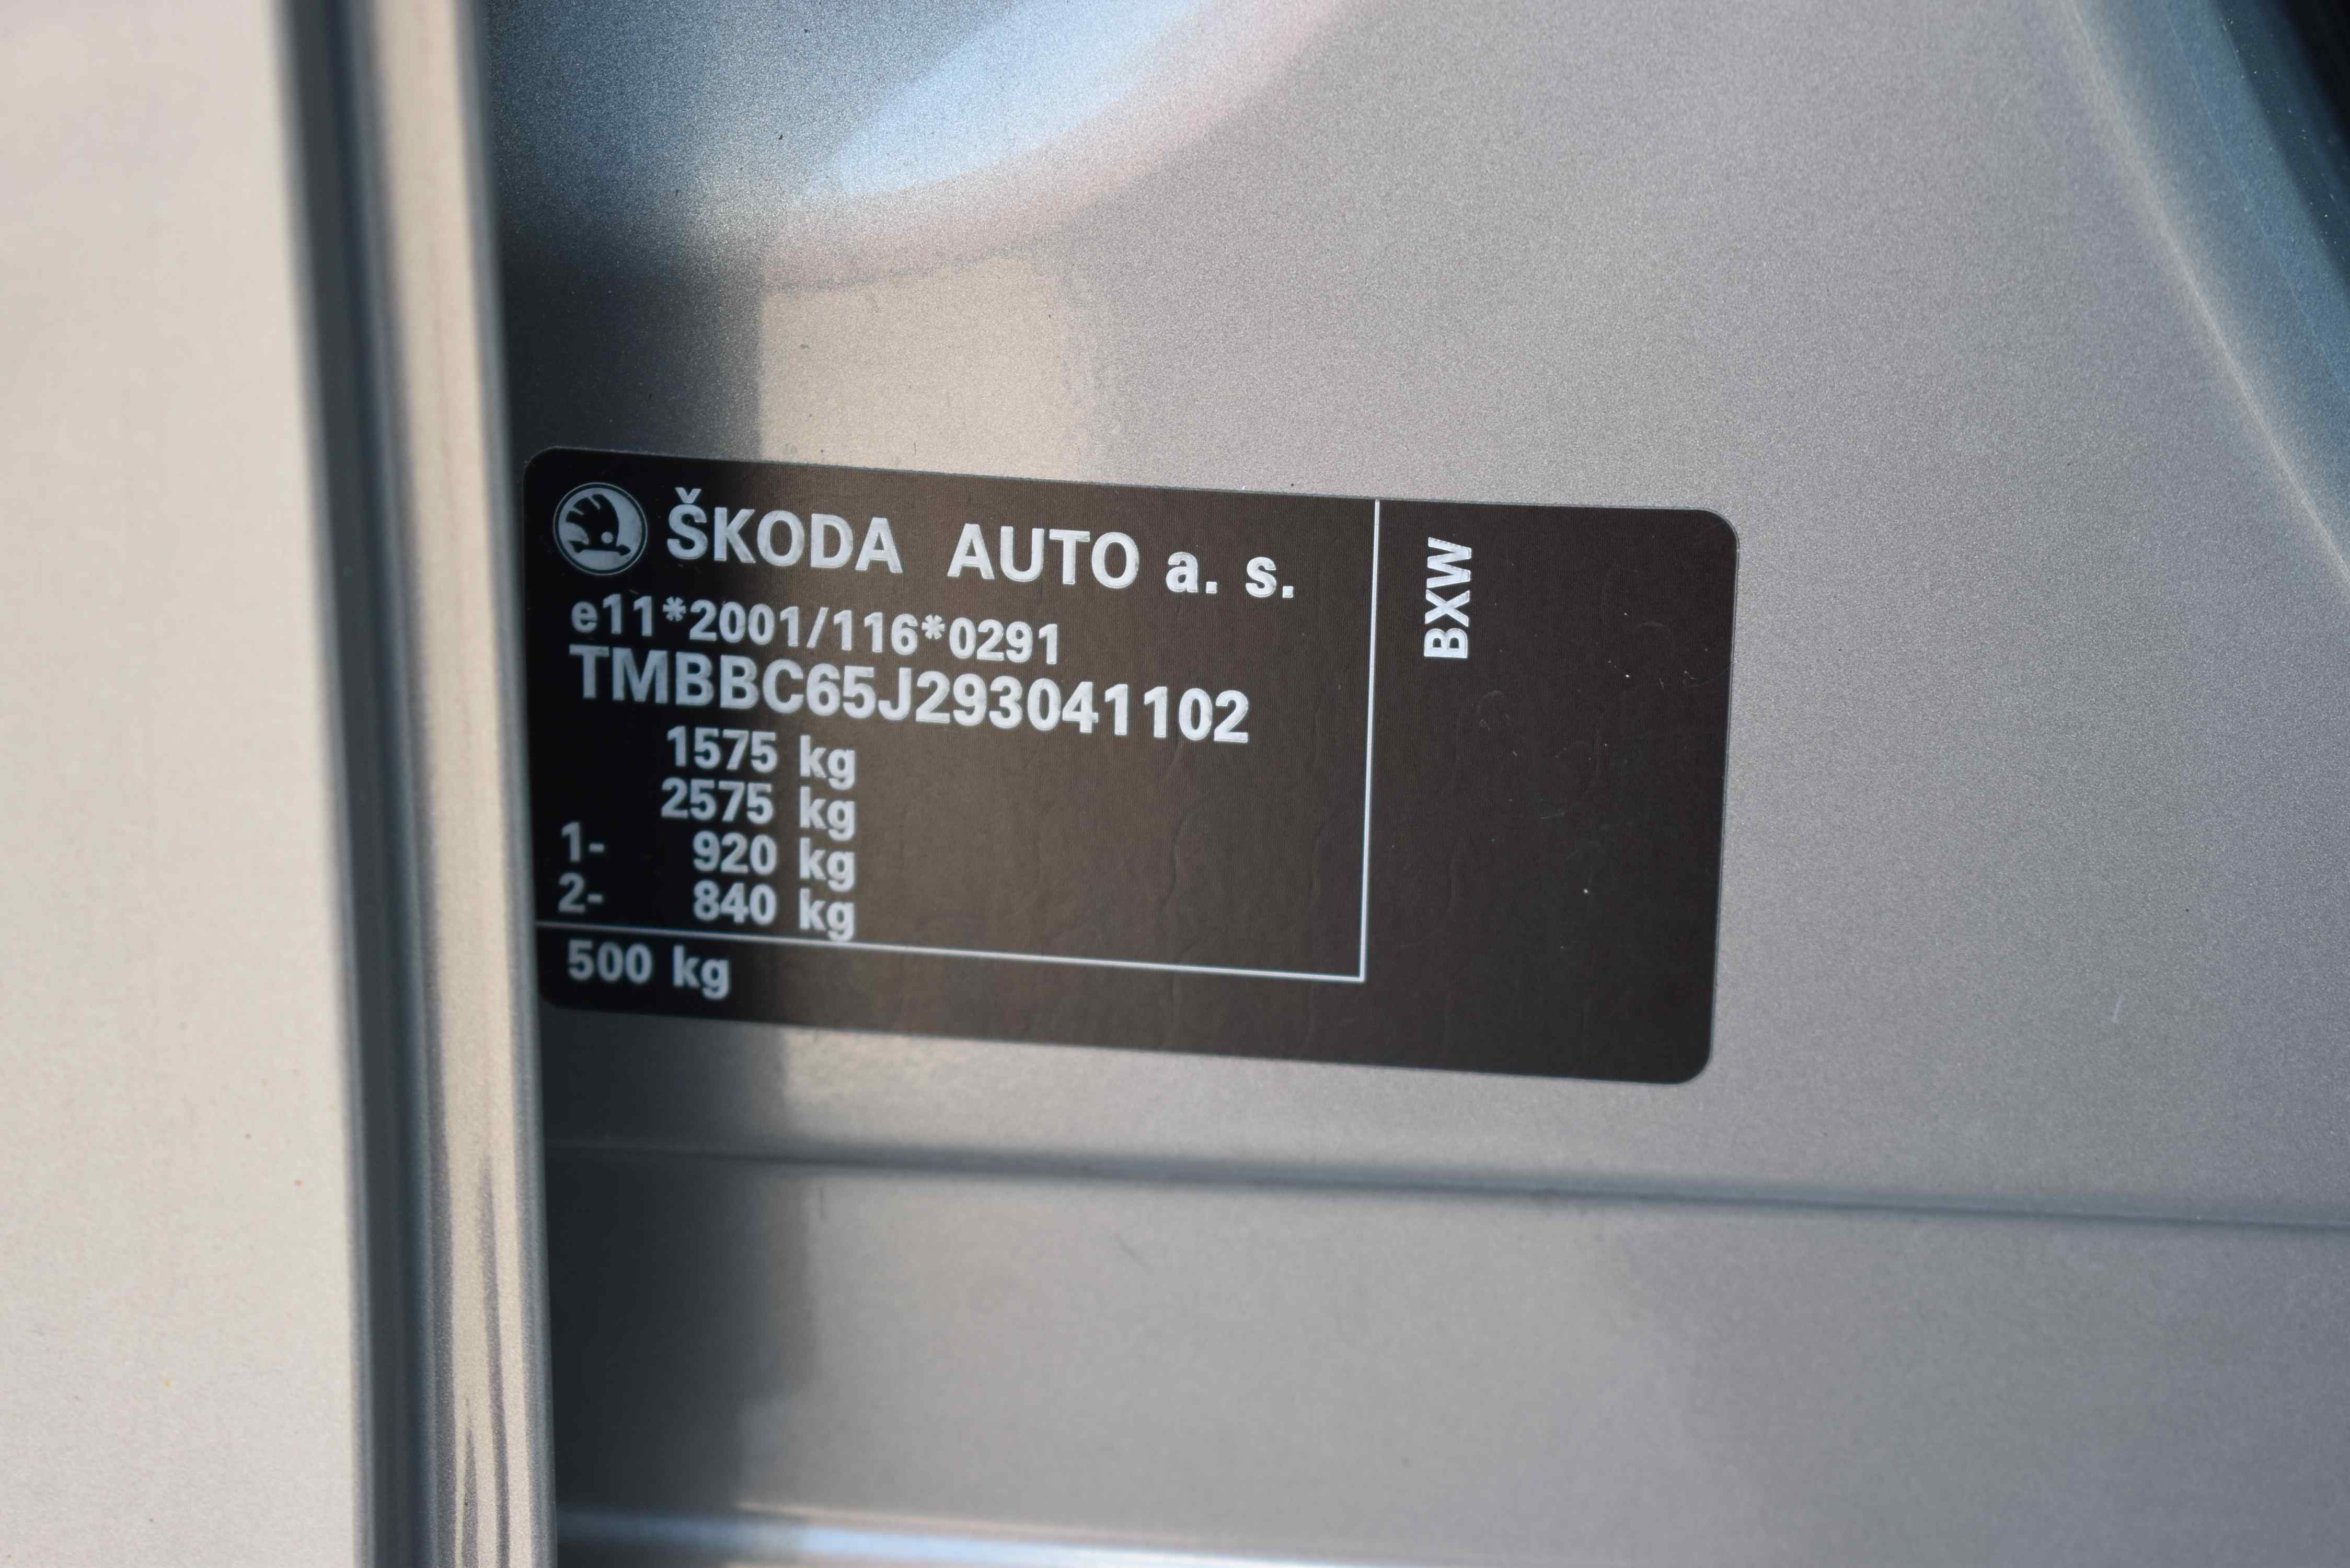 ŠKODA AUTO a. s.
e11*2001/116*0291
TMBBC65J293041102
1575 kg
2575 kg
1- 920 kg
2- 840 kg
500 kg
BXW